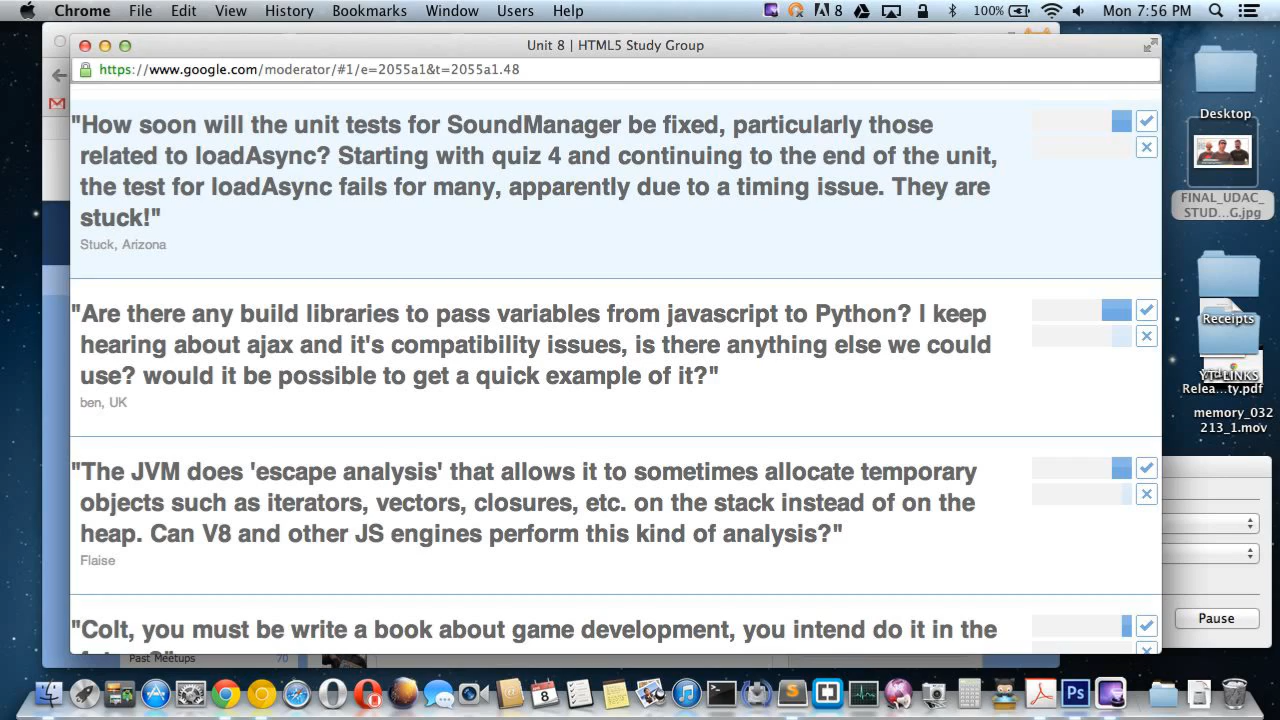 Chrome File Edit View History Bookmarks Window Users Help 8 100% Mon 7:56 PM
Unit 8 | HTML5 Study Group
https://www.google.com/moderator/#1/e=2055a1&t=2055a1.48
"How soon will the unit tests for SoundManager be fixed, particularly those
related to loadAsync? Starting with quiz 4 and continuing to the end of the unit,
the test for loadAsync fails for many, apparently due to a timing issue. They are
stuck!"
Stuck, Arizona
"Are there any build libraries to pass variables from javascript to Python? I keep
hearing about ajax and it's compatibility issues, is there anything else we could
use? would it be possible to get a quick example of it?"
ben, UK
"The JVM does 'escape analysis' that allows it to sometimes allocate temporary
objects such as iterators, vectors, closures, etc. on the stack instead of on the
heap. Can V8 and other JS engines perform this kind of analysis?"
Flaise
"Colt, you must be write a book about game development, you intend do it in the
Past Meetups 70
Desktop
FINAL_UDAC_
STUD...G.jpg
Receipts
YT-LINKS
Relea...ty.pdf
memory_032
213_1.mov
Pause
8